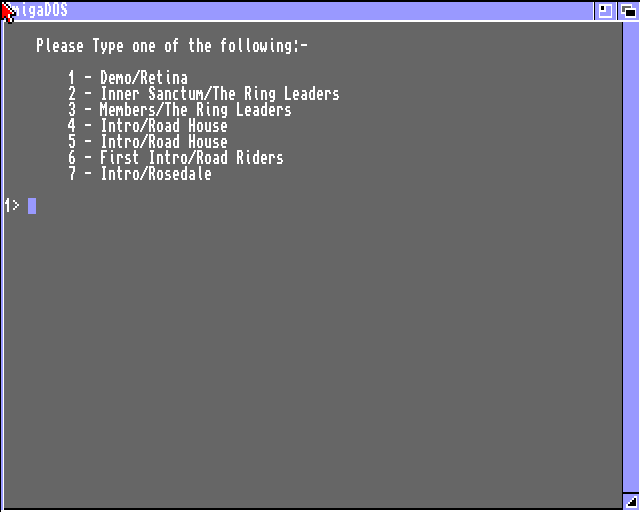 migaDOS
Please Type one of the following:-
1 - Demo/Retina
2 - Inner Sanctum/The Ring Leaders
3 - Members/The Ring Leaders
4 - Intro/Road House
5 - Intro/Road House
6 - First Intro/Road Riders
7 - Intro/Rosedale
1>